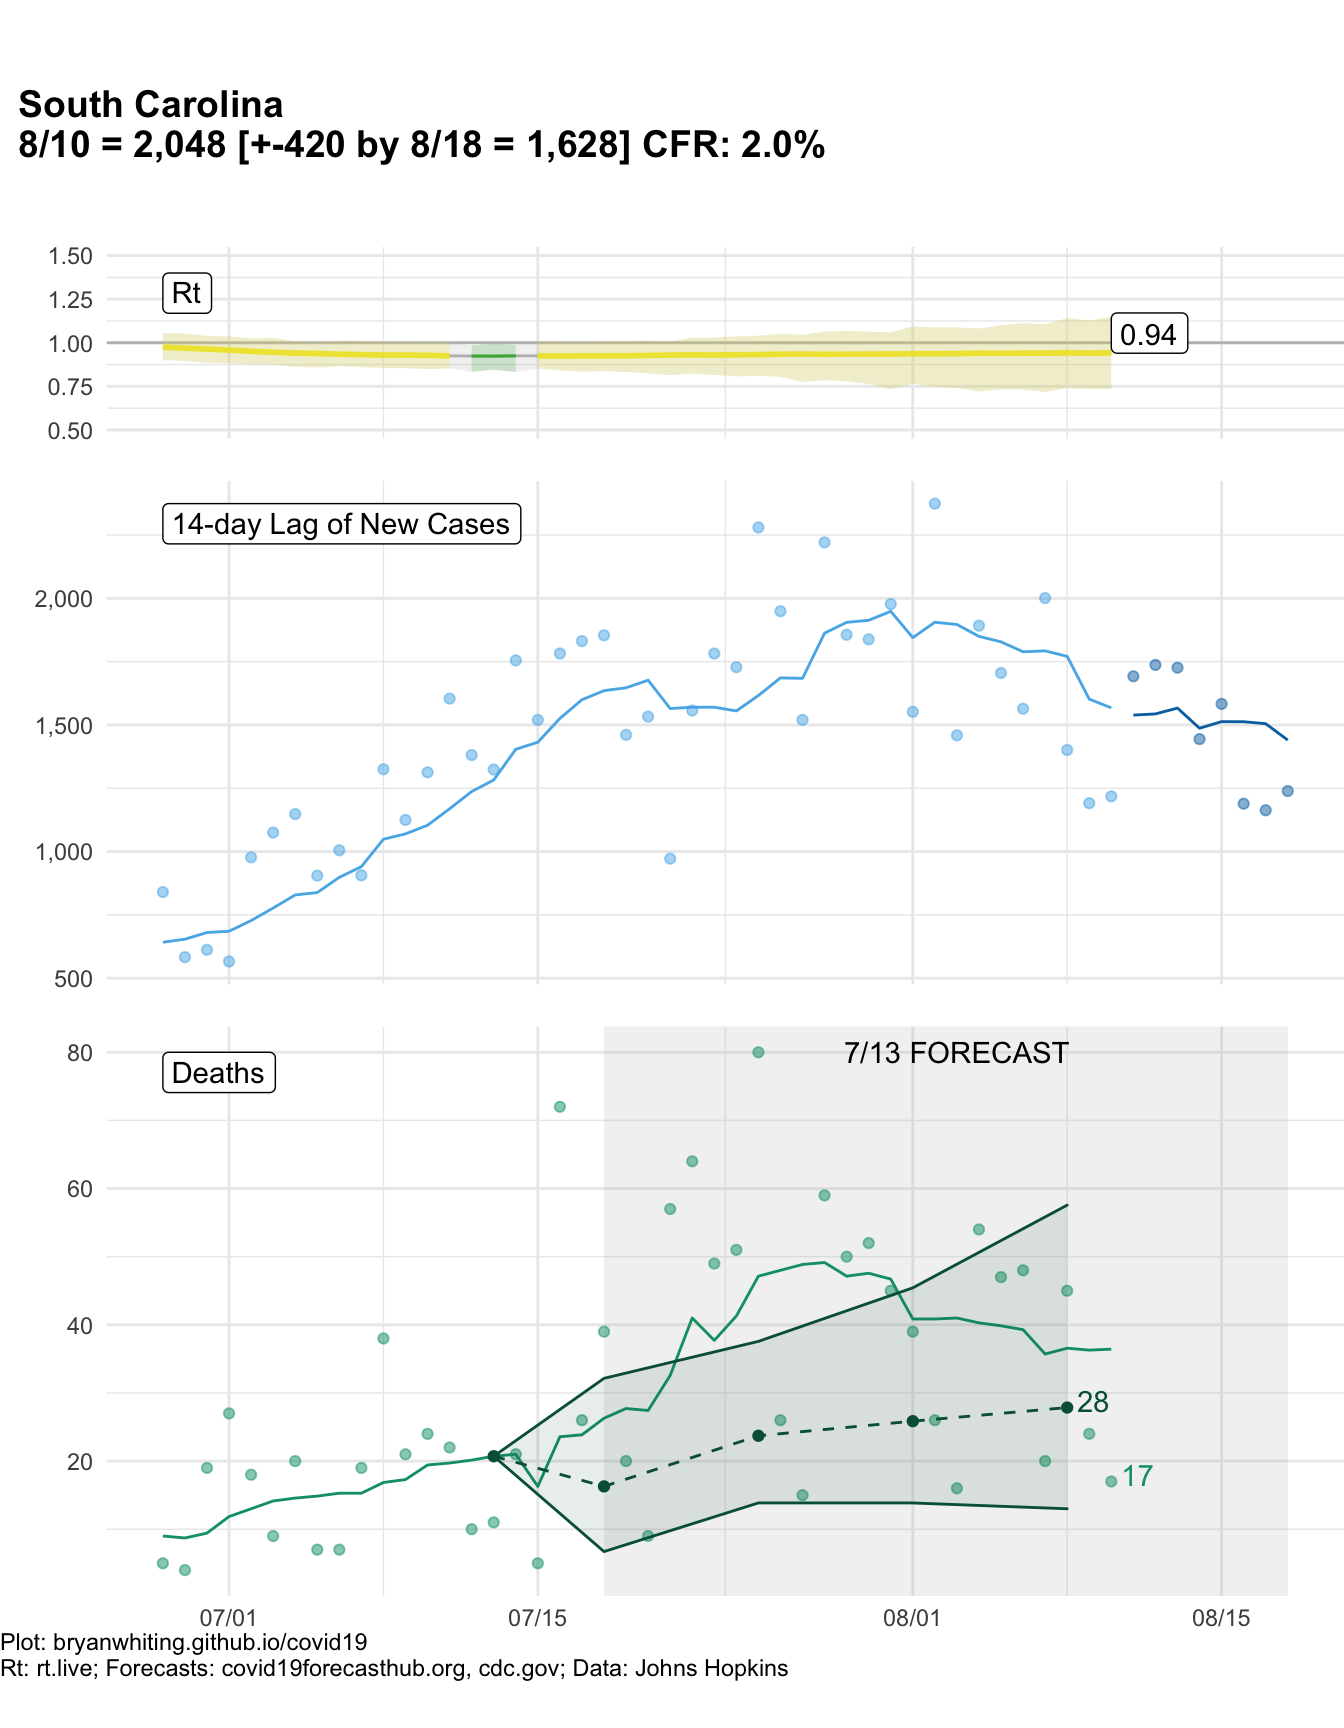 South Carolina
8/10 = 2,048 [+-420 by 8/18 = 1,628] CFR: 2.0%
1.50
1.25
1.00
0.75
0.50
Rt
0.94
14-day Lag of New Cases
2,000
1,500
1,000
500
80
60
40
20
Deaths
7/13 FORECAST
28
17
07/01
07/15
08/01
08/15
Plot: bryanwhiting.github.io/covid19
Rt: rt.live; Forecasts: covid19forecasthub.org, cdc.gov; Data: Johns Hopkins